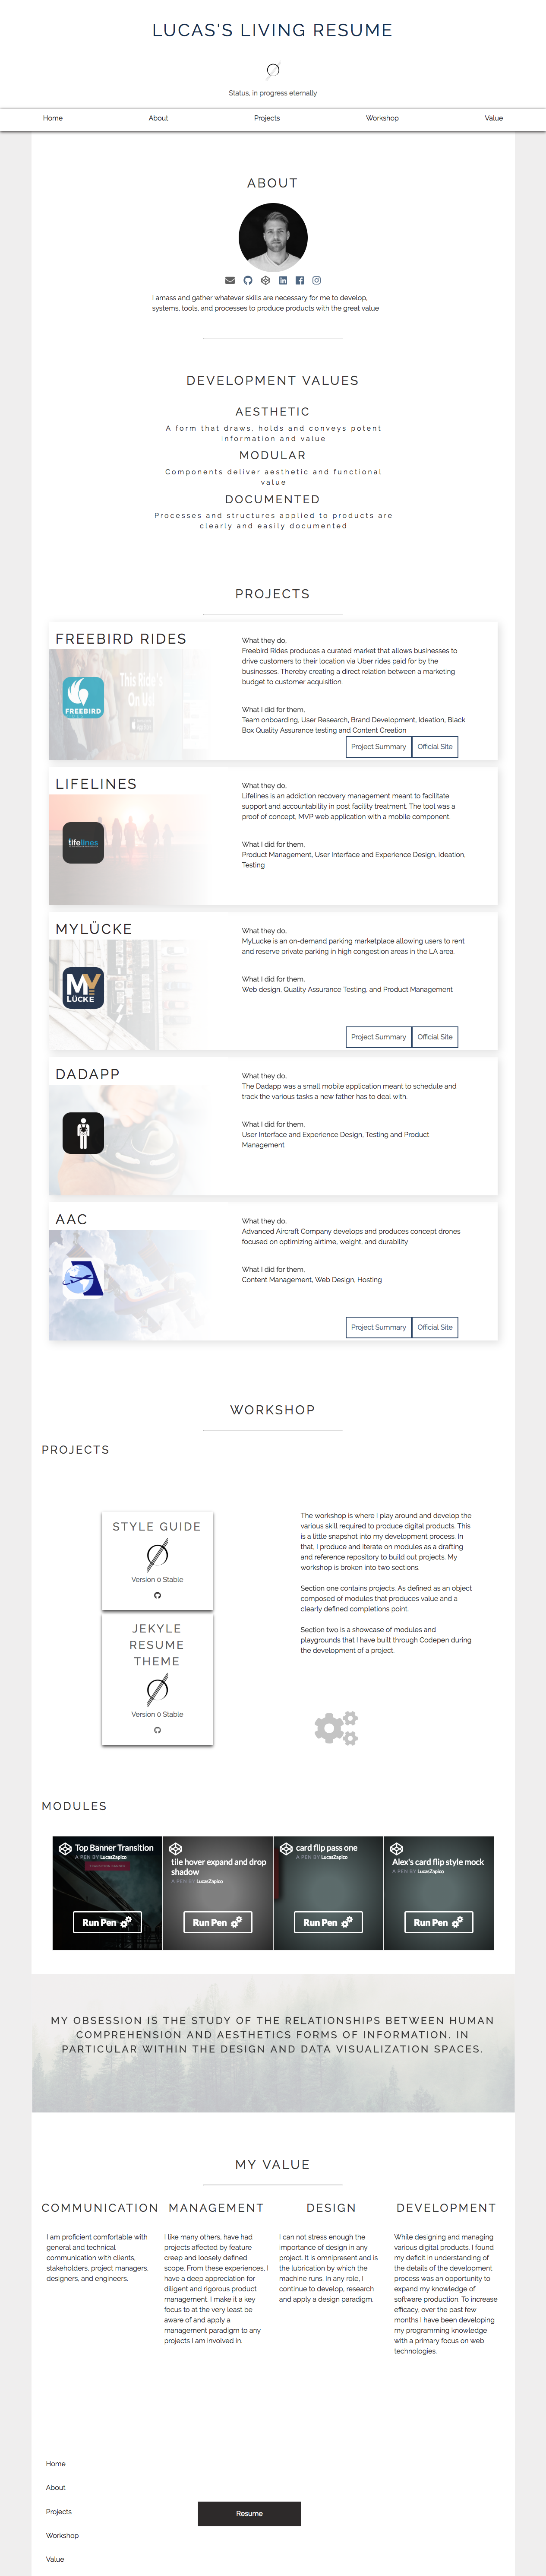 LUCAS'S LIVING RESUME
Status, in progress eternally
Home About Projects Workshop Value
ABOUT
I amass and gather whatever skills are necessary for me to develop,
systems, tools, and processes to produce products with the great value
DEVELOPMENT VALUES
AESTHETIC
A form that draws, holds and conveys potent
information and value
MODULAR
Components deliver aesthetic and functional
value
DOCUMENTED
Processes and structures applied to products are
clearly and easily documented
PROJECTS
FREEBIRD RIDES
This Ride's
On Us!
FREEBIRD
What they do,
Freebird Rides produces a curated market that allows businesses to
drive customers to their location via Uber rides paid for by the
businesses. Thereby creating a direct relation between a marketing
budget to customer acquisition.
What I did for them,
Team onboarding, User Research, Brand Development, Ideation, Black
Box Quality Assurance testing and Content Creation
Project Summary Official Site
LIFELINES
lifelines
What they do,
Lifelines is an addiction recovery management meant to facilitate
support and accountability in post facility treatment. The tool was a
proof of concept, MVP web application with a mobile component.
What I did for them,
Product Management, User Interface and Experience Design, Ideation,
Testing
MYLÜCKE
MY
LÜCKE
What they do,
MyLucke is an on-demand parking marketplace allowing users to rent
and reserve private parking in high congestion areas in the LA area.
What I did for them,
Web design, Quality Assurance Testing, and Product Management
Project Summary Official Site
DADAPP
What they do,
The Dadapp was a small mobile application meant to schedule and
track the various tasks a new father has to deal with.
What I did for them,
User Interface and Experience Design, Testing and Product
Management
AAC
What they do,
Advanced Aircraft Company develops and produces concept drones
focused on optimizing airtime, weight, and durability
What I did for them,
Content Management, Web Design, Hosting
Project Summary Official Site
WORKSHOP
PROJECTS
STYLE GUIDE
Version 0 Stable
JEKYLE
RESUME
THEME
Version 0 Stable
The workshop is where I play around and develop the
various skill required to produce digital products. This
is a little snapshot into my development process. In
that, I produce and iterate on modules as a drafting
and reference repository to build out projects. My
workshop is broken into two sections.
Section one contains projects. As defined as an object
composed of modules that produces value and a
clearly defined completions point.
Section two is a showcase of modules and
playgrounds that I have built through Codepen during
the development of a project.
MODULES
Top Banner Transition
A PEN BY LucasZapico
Run Pen
tile hover expand and drop
shadow
A PEN BY LucasZapico
Run Pen
card flip pass one
A PEN BY LucasZapico
Run Pen
Alex's card flip style mock
A PEN BY LucasZapico
Run Pen
MY OBSESSION IS THE STUDY OF THE RELATIONSHIPS BETWEEN HUMAN
COMPREHENSION AND AESTHETICS FORMS OF INFORMATION. IN
PARTICULAR WITHIN THE DESIGN AND DATA VISUALIZATION SPACES.
MY VALUE
COMMUNICATION
I am proficient comfortable with
general and technical
communication with clients,
stakeholders, project managers,
designers, and engineers.
MANAGEMENT
I like many others, have had
projects affected by feature
creep and loosely defined
scope. From these experiences, I
have a deep appreciation for
diligent and rigorous product
management. I make it a key
focus to at the very least be
aware of and apply a
management paradigm to any
projects I am involved in.
DESIGN
I can not stress enough the
importance of design in any
project. It is omnipresent and is
the lubrication by which the
machine runs. In any role, I
continue to develop, research
and apply a design paradigm.
DEVELOPMENT
While designing and managing
various digital products. I found
my deficit in understanding of
the details of the development
process was an opportunity to
expand my knowledge of
software production. To increase
efficacy, over the past few
months I have been developing
my programming knowledge
with a primary focus on web
technologies.
Home
About
Projects
Workshop
Value
Resume